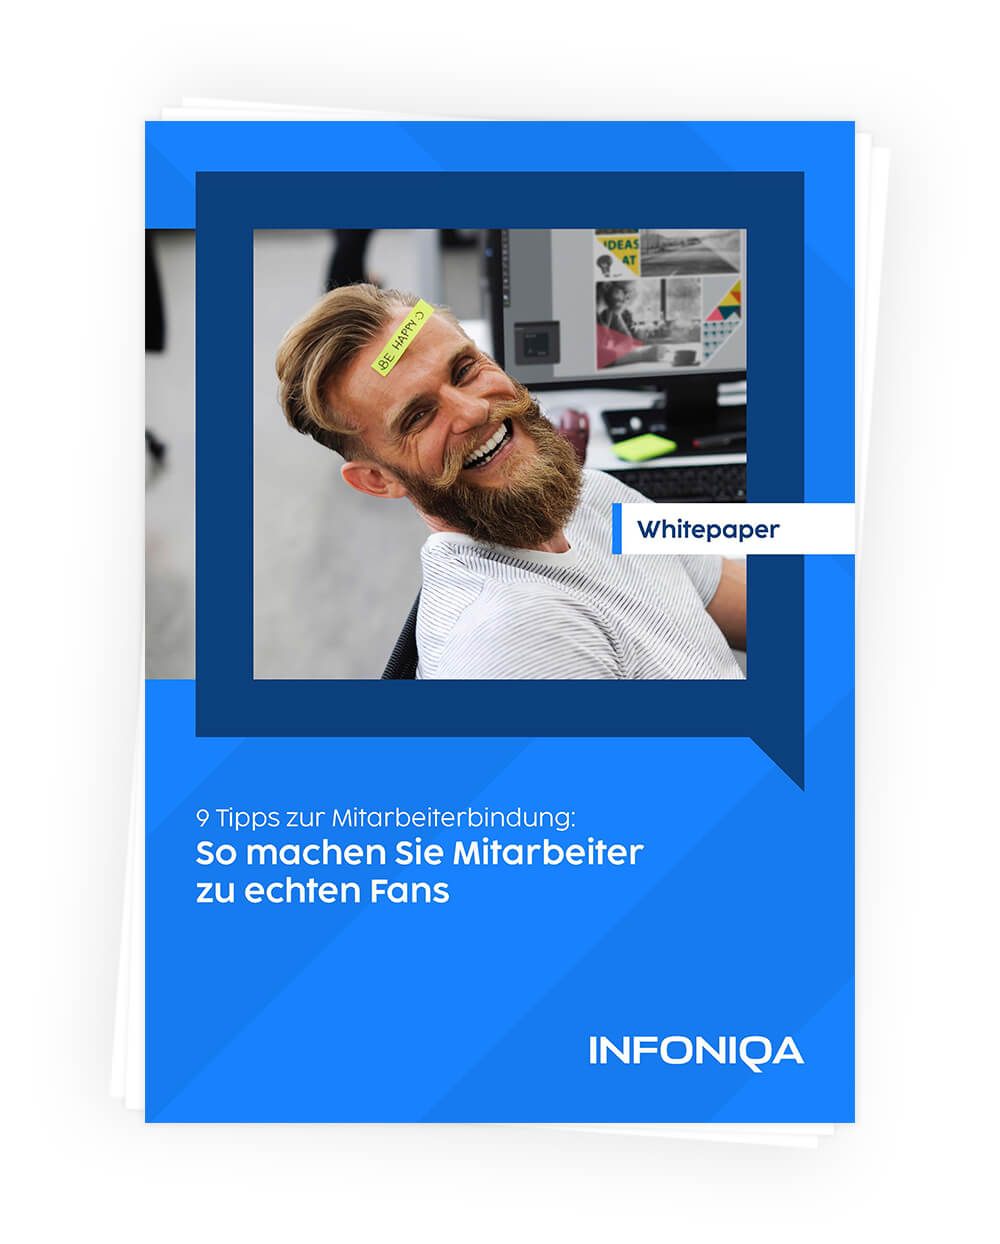 IDEAS
AT
BE HAPPY :)
Whitepaper
9 Tipps zur Mitarbeiterbindung:
So machen Sie Mitarbeiter
zu echten Fans
INFONIQA